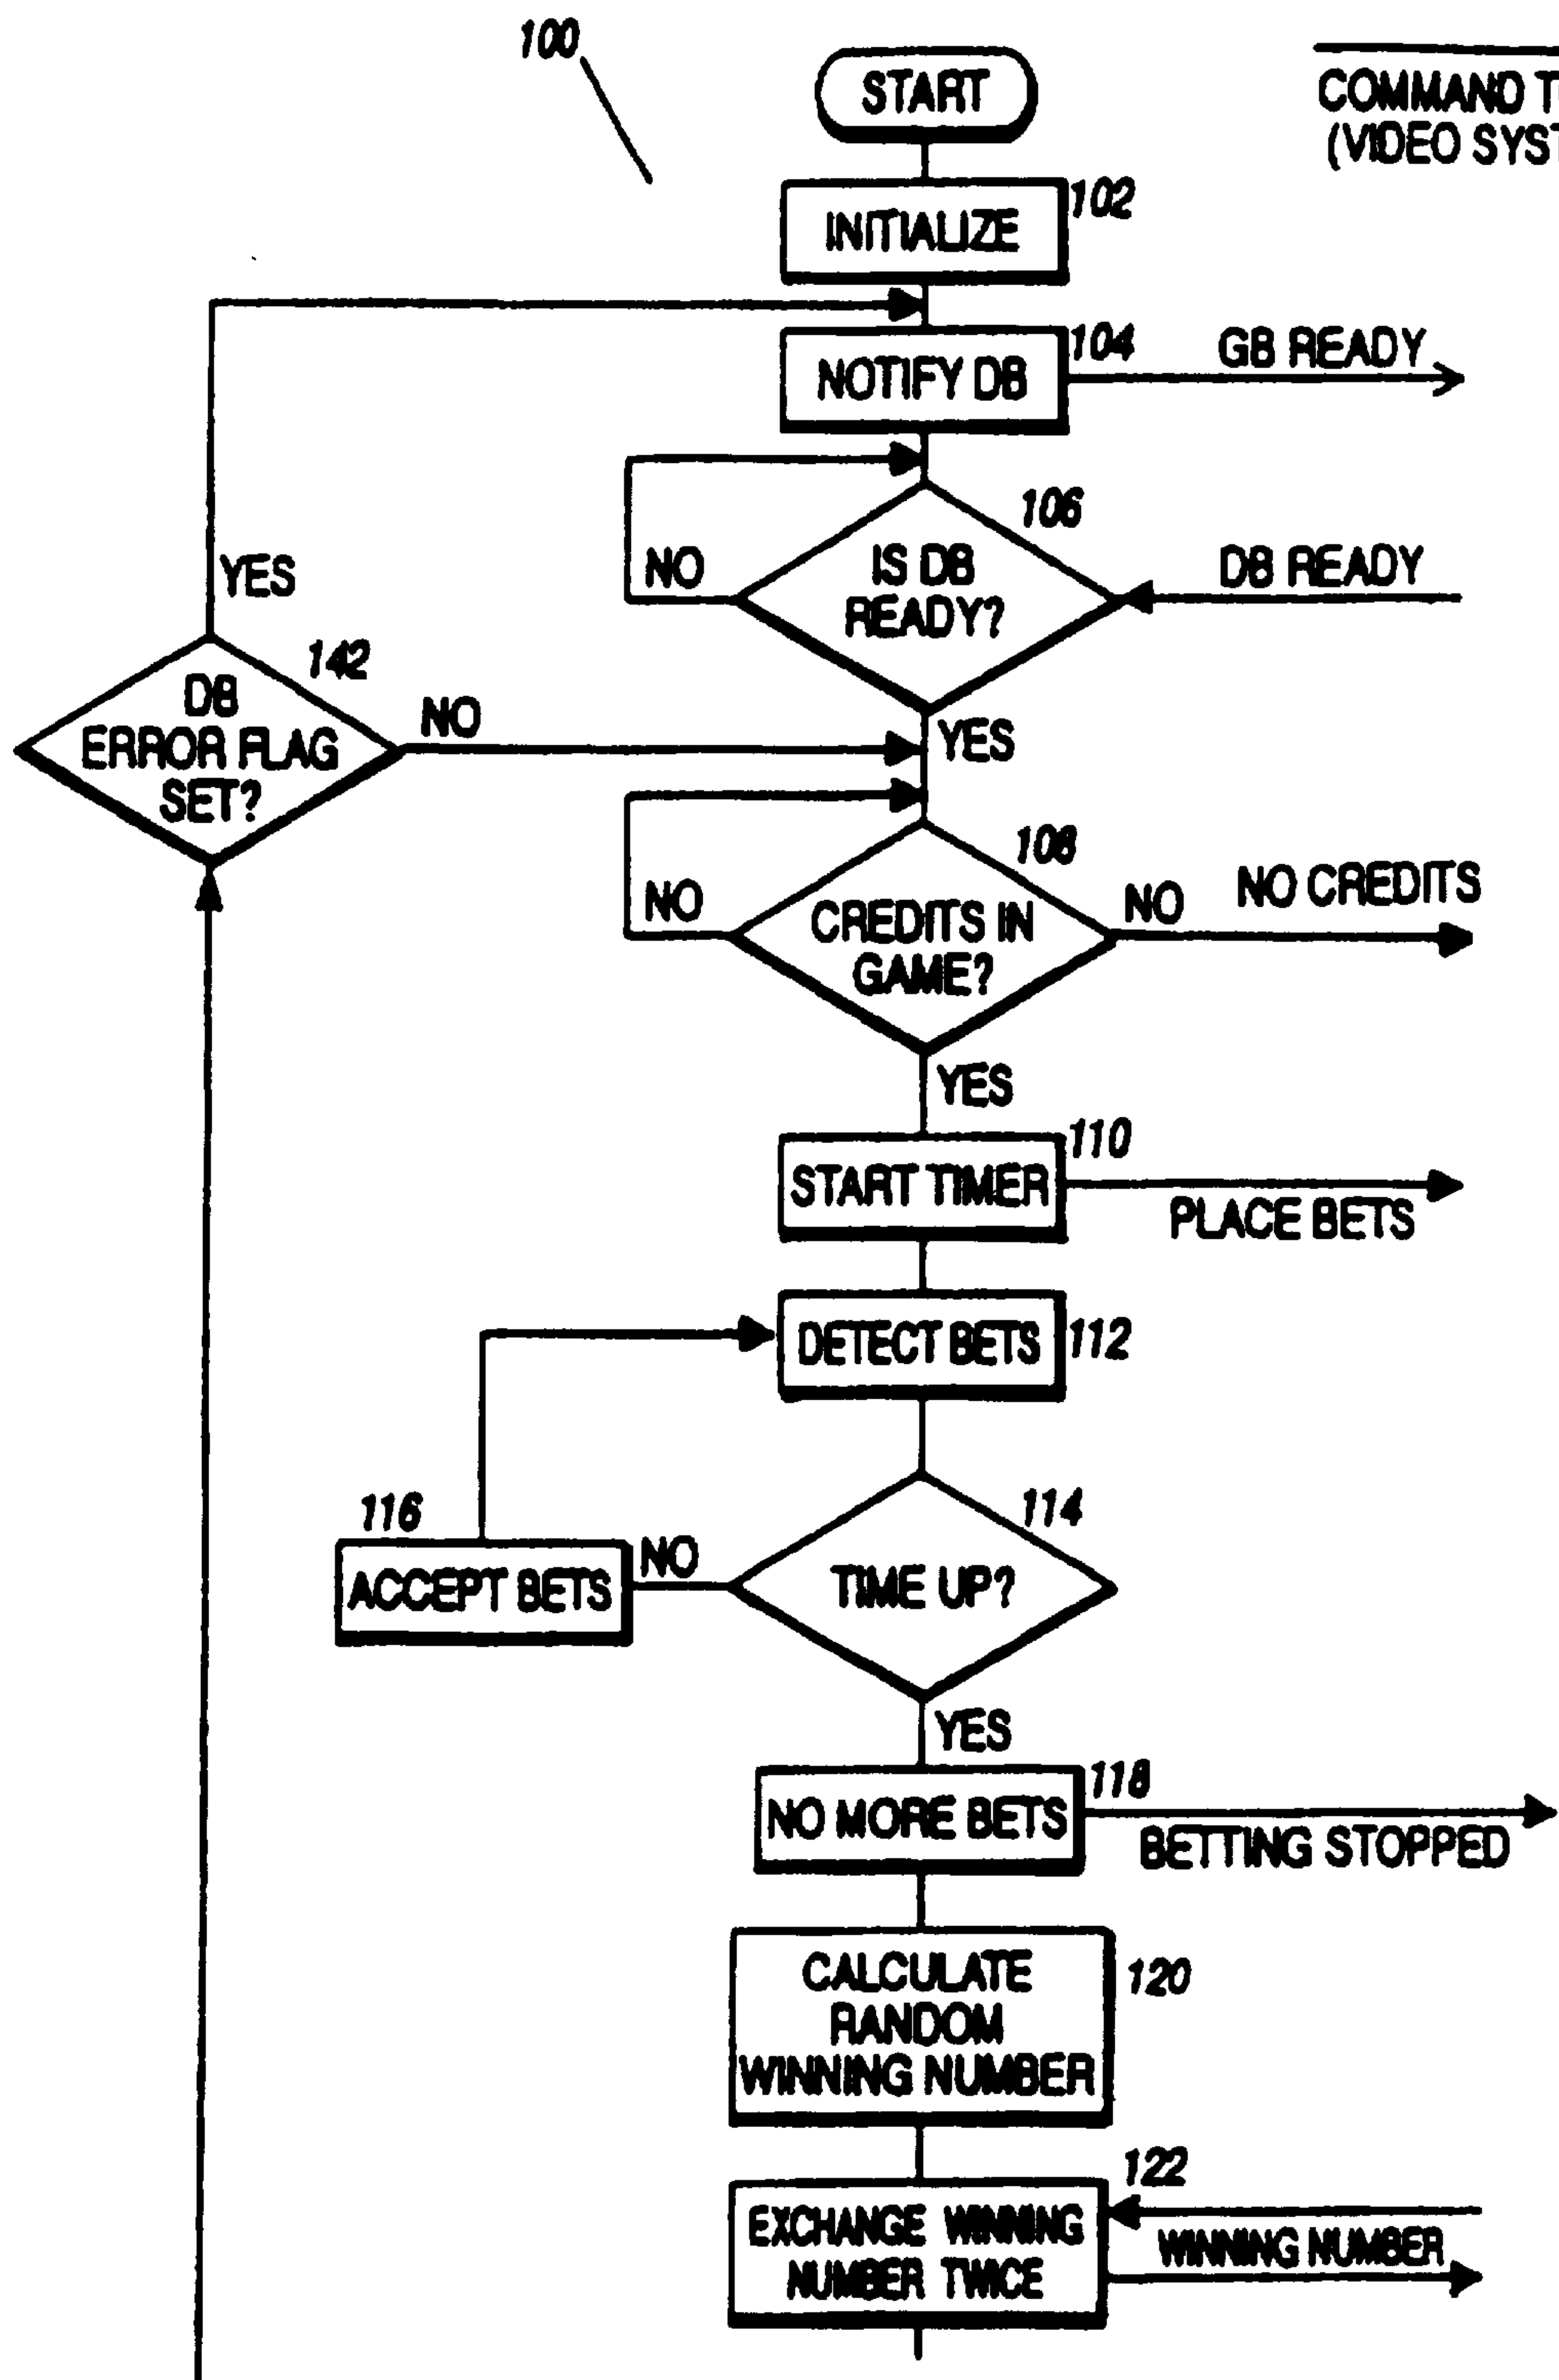 100
START
COMMAND
(VIDEO
INITIALIZE
102
NOTIFY DB
104
GB READY
106
IS DB
READY?
NO
DB READY
YES
YES
142
DB
ERROR FLAG
SET?
NO
108
CREDITS IN
GAME?
NO
NO
NO CREDITS
YES
START TIMER
110
PLACE BETS
DETECT BETS
112
114
TIME UP?
NO
116
ACCEPT BETS
YES
NO MORE BETS
118
BETTING STOPPED
CALCULATE
RANDOM
WINNING NUMBER
120
122
EXCHANGE WINNING
NUMBER TWICE
WINNING NUMBER